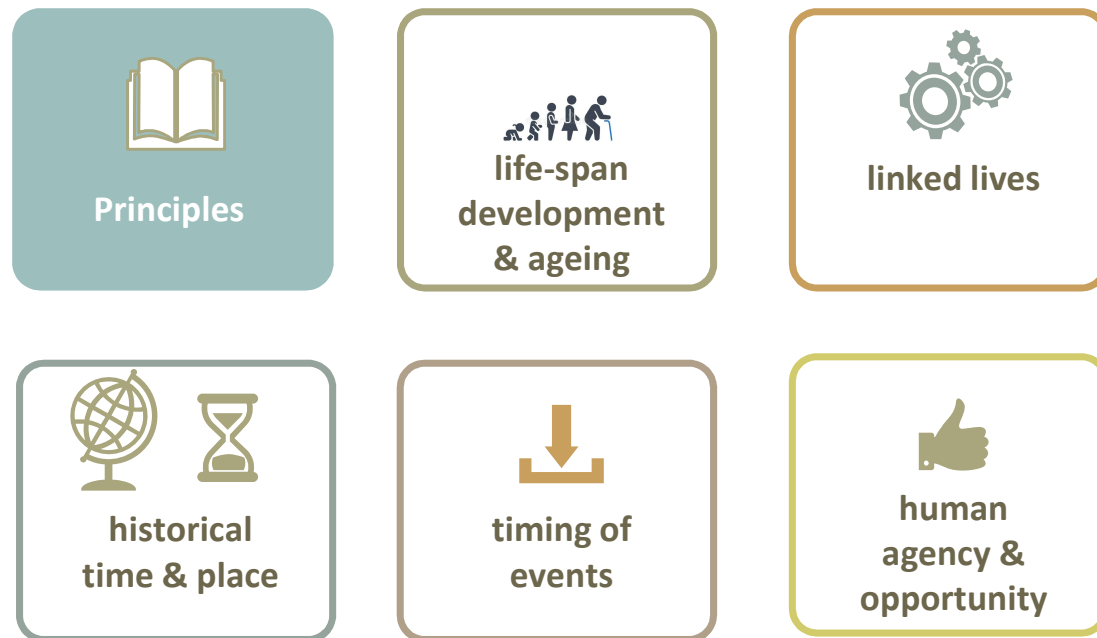 Principles
life-span
development
& ageing
linked lives
historical
time & place
timing of
events
human
agency &
opportunity